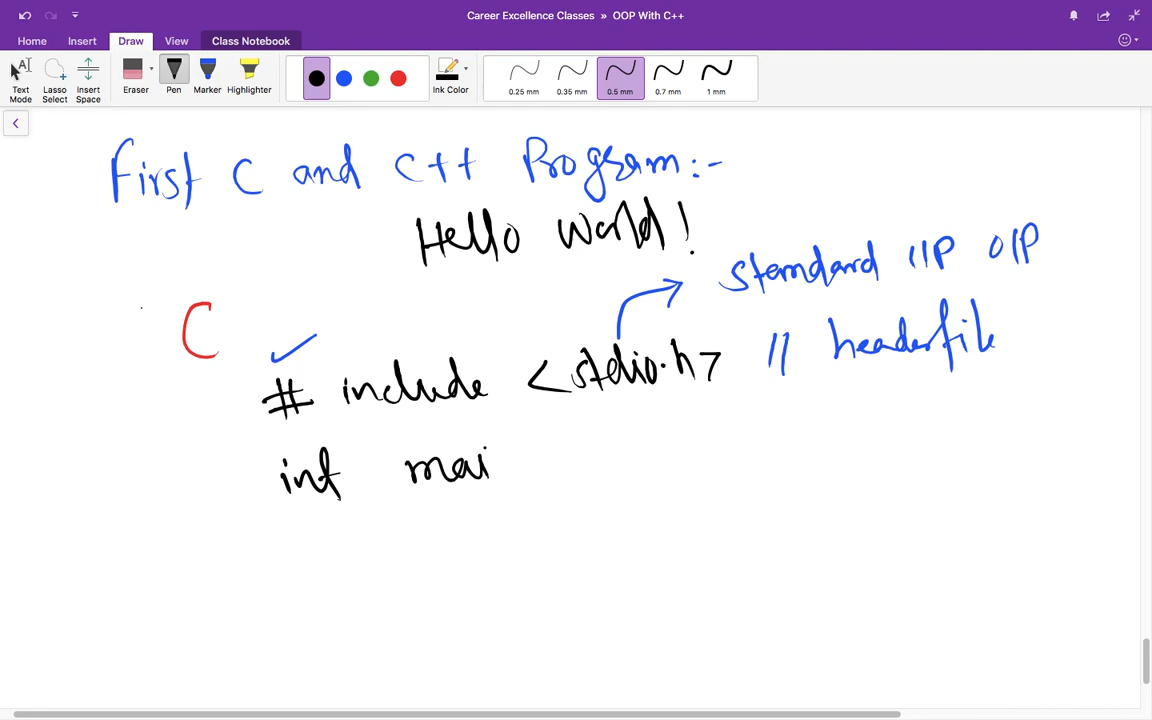 Career Excellence Classes » OOP With C++
Home Insert Draw View Class Notebook
Text Mode Lasso Select Insert Space Eraser Pen Marker Highlighter Ink Color 0.25 mm 0.35 mm 0.5 mm 0.7 mm 1 mm
First C and C++ Program:-
Hello World!
standard I/P O/P
C
# include <stdio.h> // headerfile
int mai